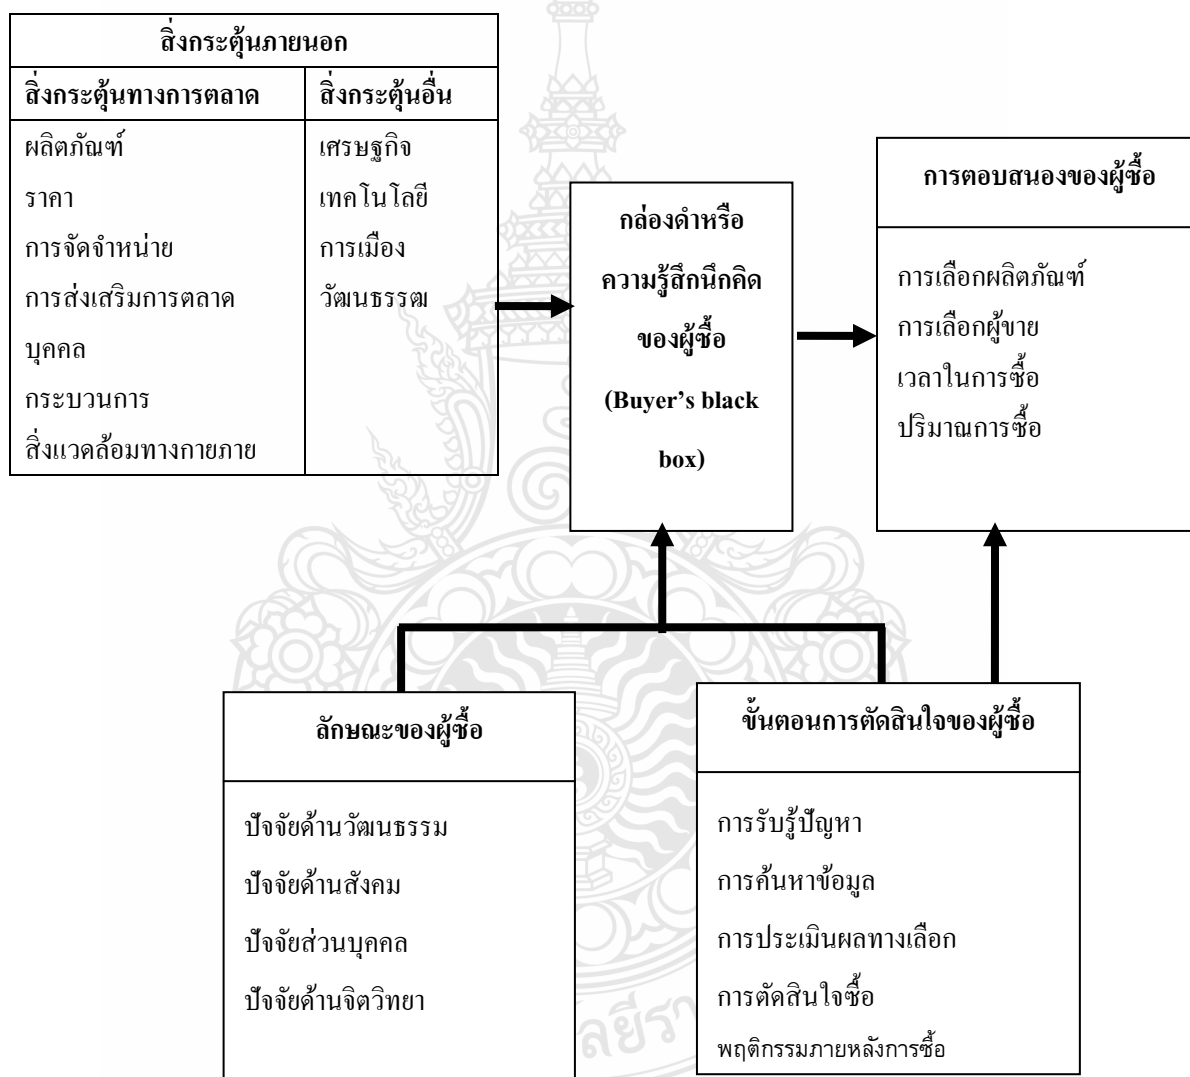 สิ่งกระตุ้นภายนอก
สิ่งกระตุ้นทางการตลาด
สิ่งกระตุ้นอื่น
ผลิตภัณฑ์
ราคา
การจัดจำหน่าย
การส่งเสริมการตลาด
บุคคล
กระบวนการ
สิ่งแวดล้อมทางกายภาย
เศรษฐกิจ
เทคโนโลยี
การเมือง
วัฒนธรรฒ
กล่องดำหรือ
ความรู้สึกนึกคิด
ของผู้ซื้อ
(Buyer’s black
box)
การตอบสนองของผู้ซื้อ
การเลือกผลิตภัณฑ์
การเลือกผู้ขาย
เวลาในการซื้อ
ปริมาณการซื้อ
ลักษณะของผู้ซื้อ
ปัจจัยด้านวัฒนธรรม
ปัจจัยด้านสังคม
ปัจจัยส่วนบุคคล
ปัจจัยด้านจิตวิทยา
ขั้นตอนการตัดสินใจของผู้ซื้อ
การรับรู้ปัญหา
การค้นหาข้อมูล
การประเมินผลทางเลือก
การตัดสินใจซื้อ
พฤติกรรมภายหลังการซื้อ